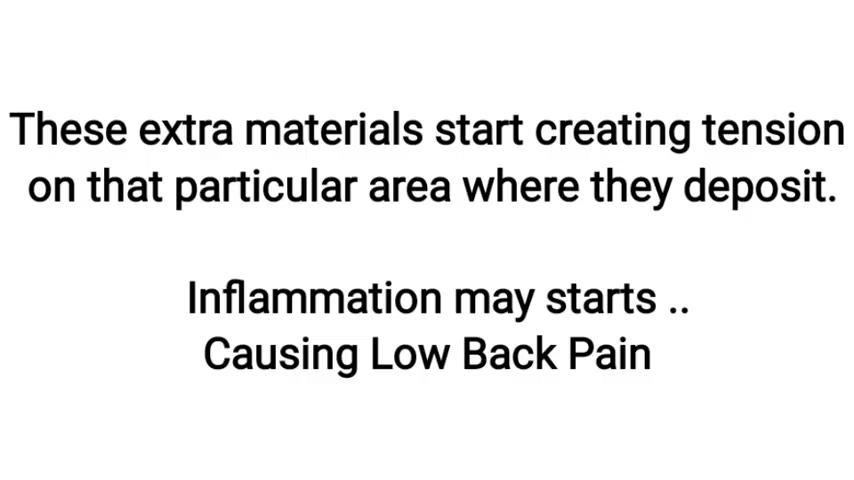 These extra materials start creating tension
on that particular area where they deposit.
Inflammation may starts ..
Causing Low Back Pain